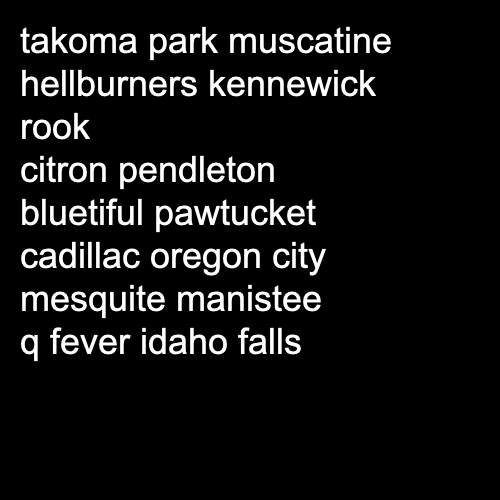 takoma park muscatine
hellburners kennewick
rook
citron pendleton
bluetiful pawtucket
cadillac oregon city
mesquite manistee
q fever idaho falls